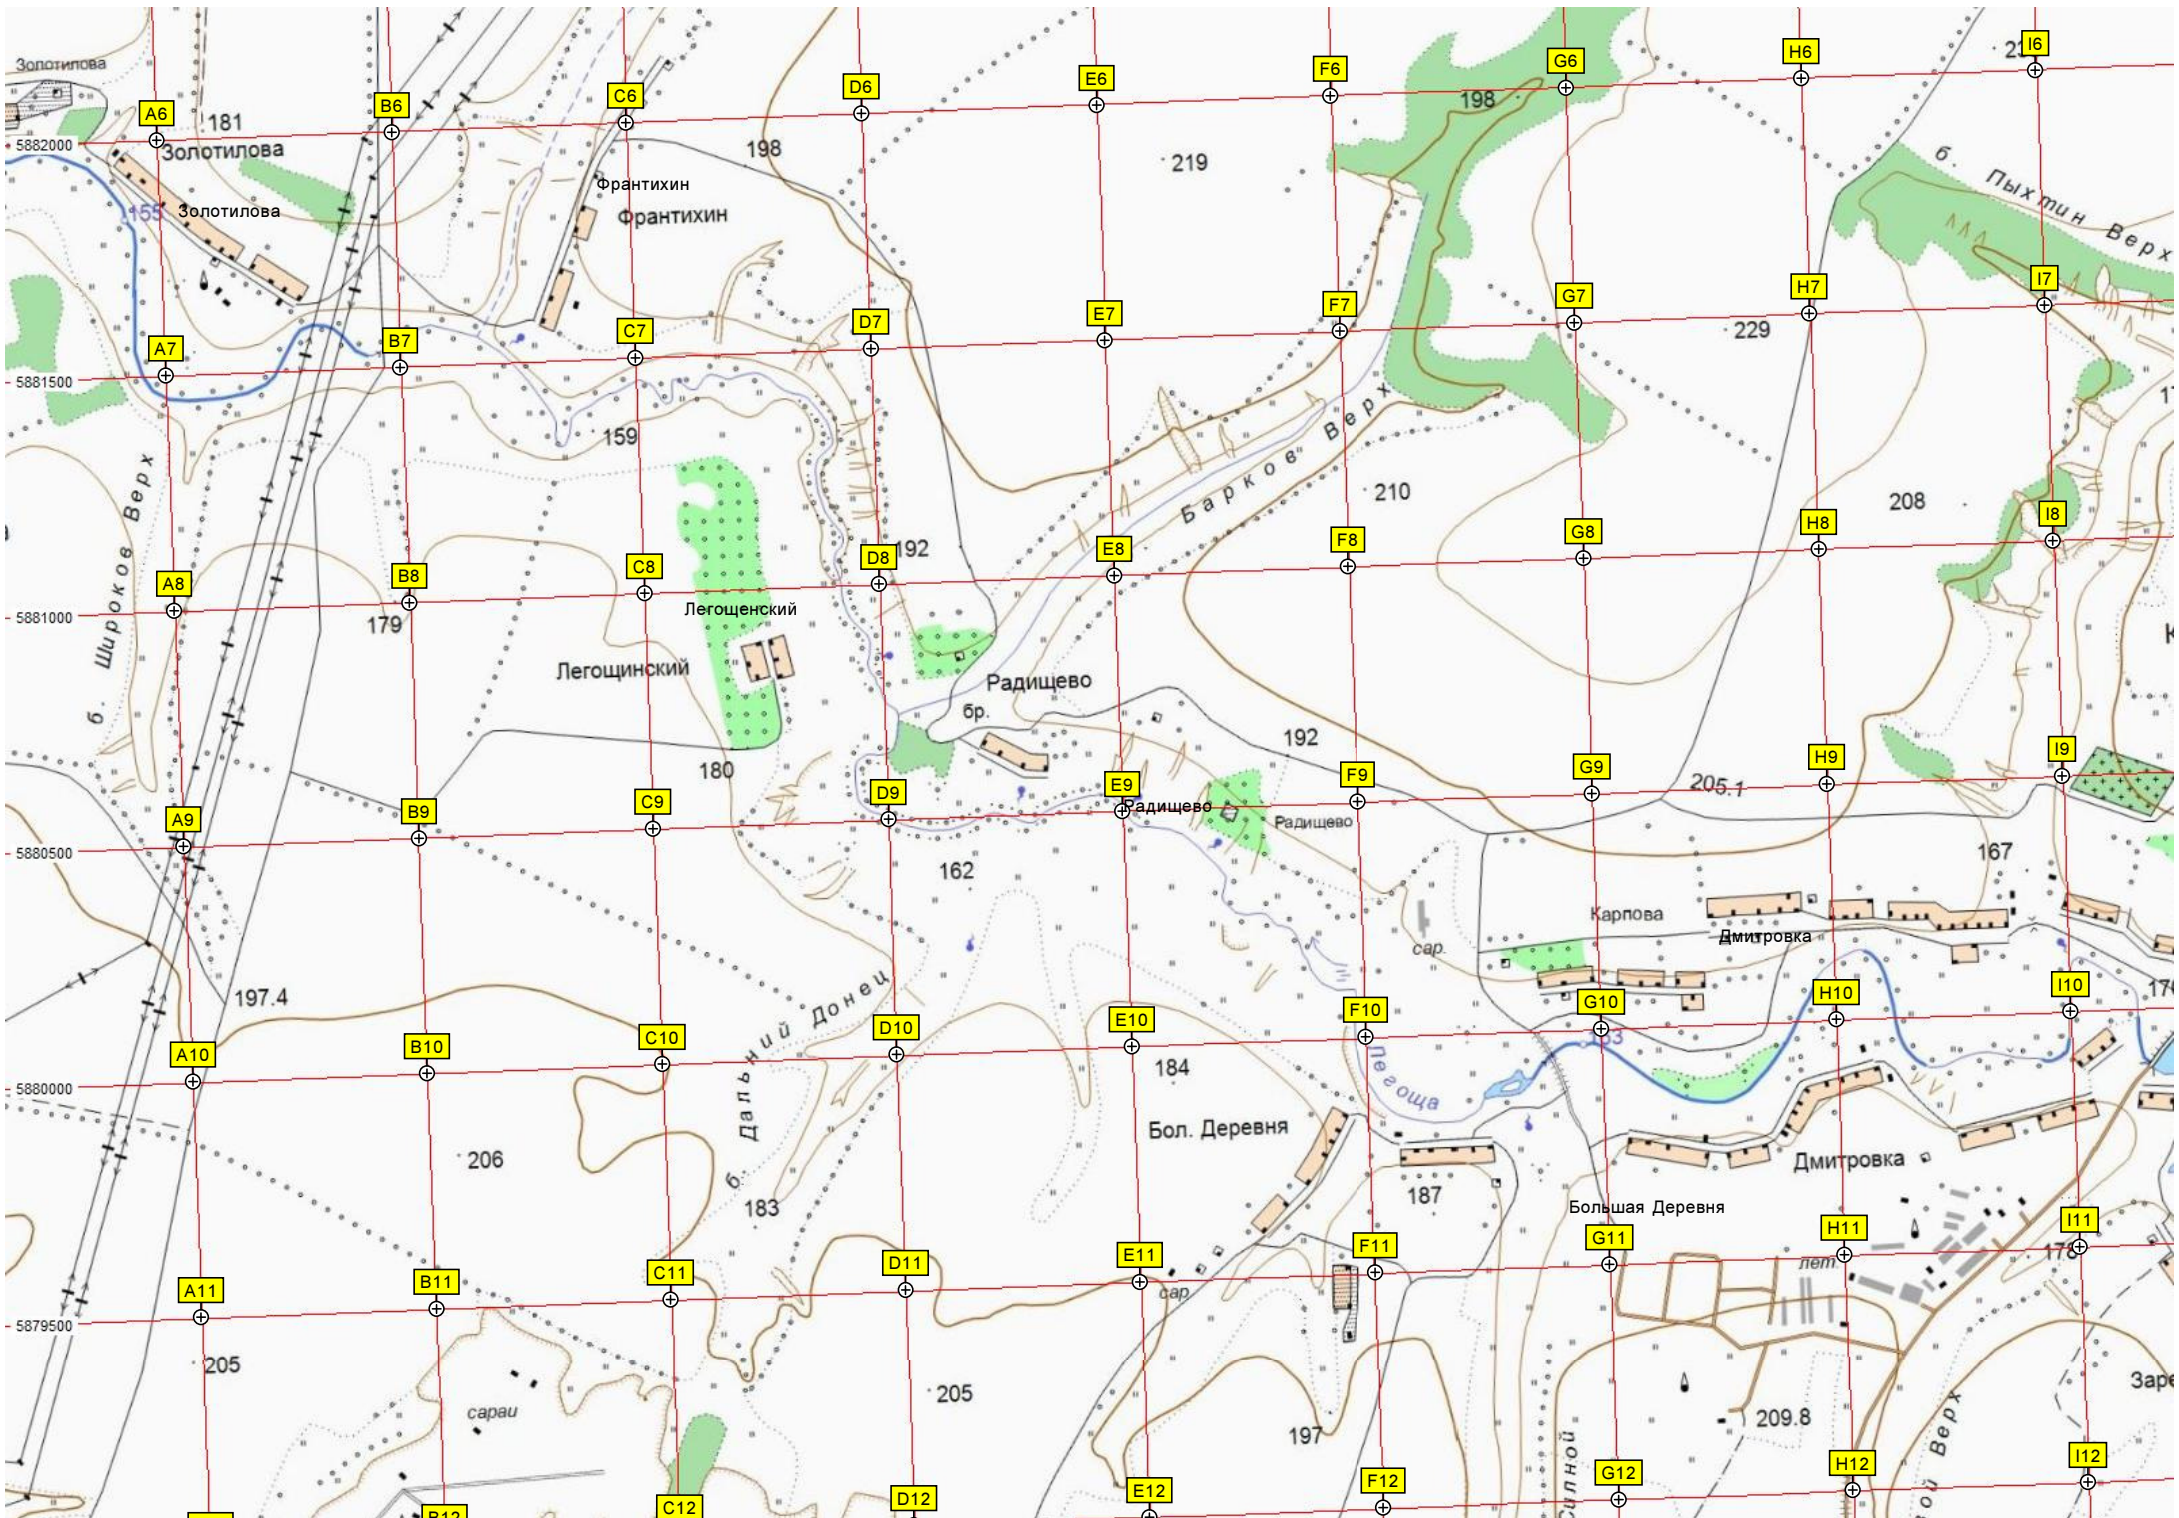 Золотилова
A6
B6
C6
D6
E6
F6
G6
H6
I6
181
198
219
198
5882000
Золотилова
Франтихин
Франтихин
155
Золотилова
б. Пыхтин Верх
A7
B7
C7
D7
E7
F7
G7
H7
I7
229
5881500
159
Барков Верх
210
208
б. Широков Верх
192
A8
B8
C8
D8
E8
F8
G8
H8
I8
5881000
179
Легощенский
Легощинский
Радищево
бр.
180
192
205.1
A9
B9
C9
D9
E9
F9
G9
H9
I9
Радищево
Радищево
5880500
162
167
Карпова
Дмитровка
сар.
197.4
б. Дальний Донец
A10
B10
C10
D10
E10
F10
G10
H10
I10
5880000
184
Легоща
Бол. Деревня
206
183
187
Дмитровка
Большая Деревня
A11
B11
C11
D11
E11
F11
G11
H11
I11
178
лет.
сар.
5879500
205
205
сараи
197
209.8
Заре
ой Верх
B12
C12
D12
E12
F12
G12
H12
I12